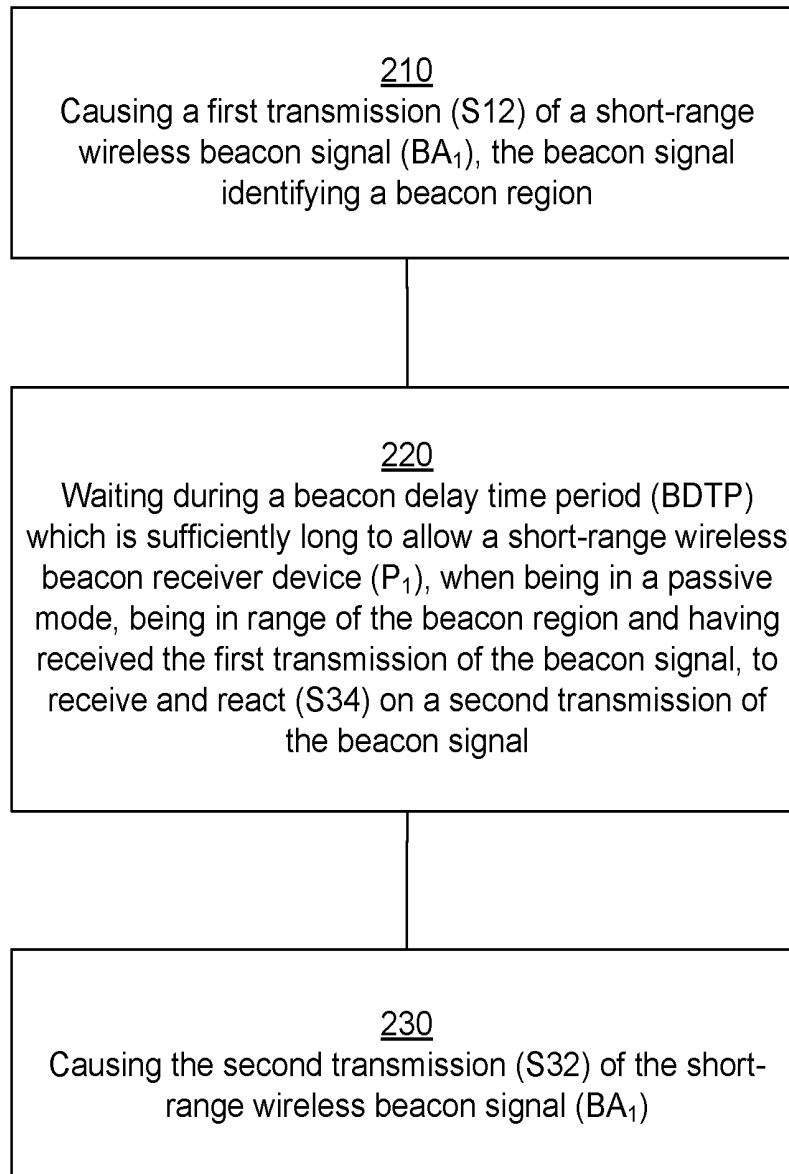 210
Causing a first transmission (S12) of a short-range
wireless beacon signal (BA₁), the beacon signal
identifying a beacon region
220
Waiting during a beacon delay time period (BDTP)
which is sufficiently long to allow a short-range wireless
beacon receiver device (P₁), when being in a passive
mode, being in range of the beacon region and having
received the first transmission of the beacon signal, to
receive and react (S34) on a second transmission of
the beacon signal
230
Causing the second transmission (S32) of the short-
range wireless beacon signal (BA₁)